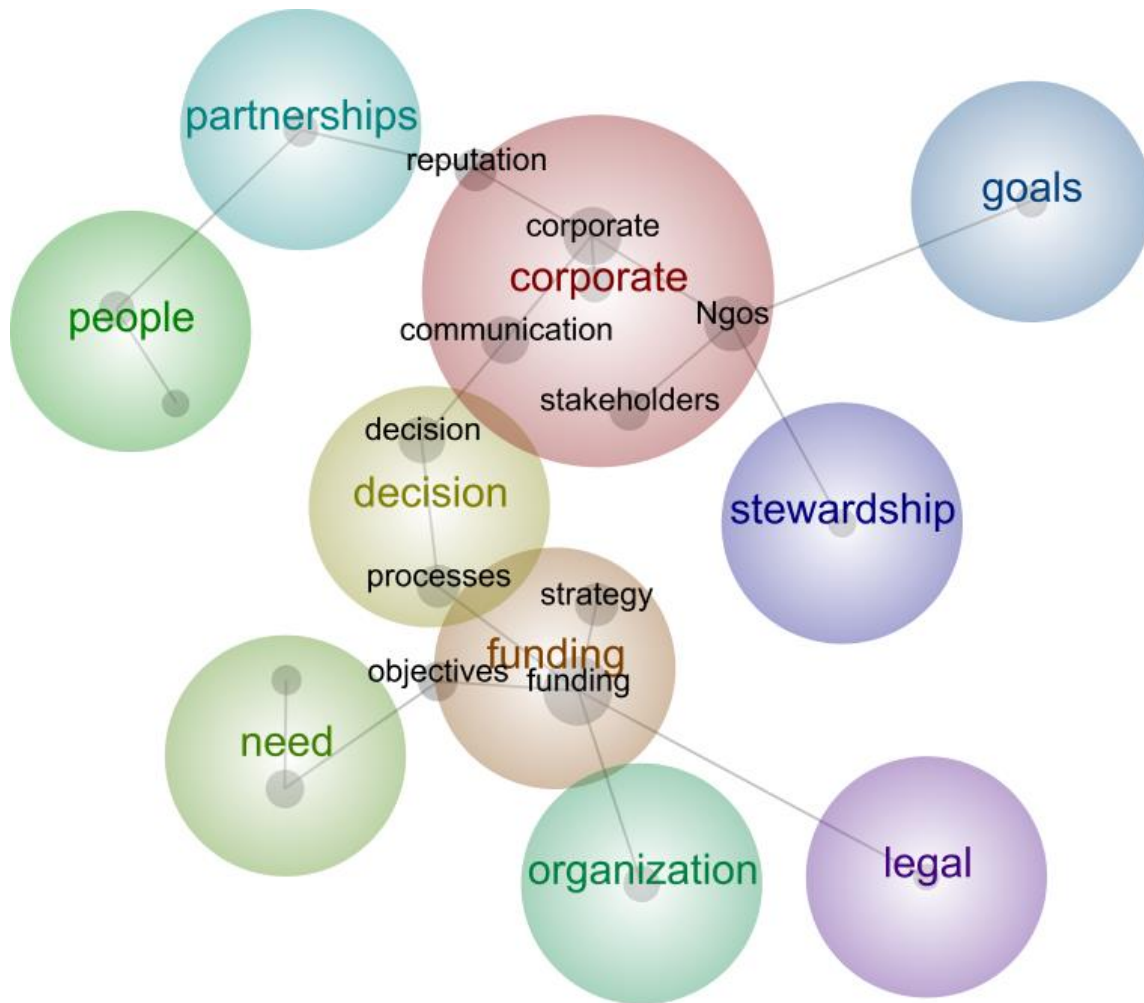 partnerships
reputation
goals
corporate
corporate
people
Ngos
communication
stakeholders
decision
decision
stewardship
processes
strategy
funding
objectives
funding
need
organization
legal